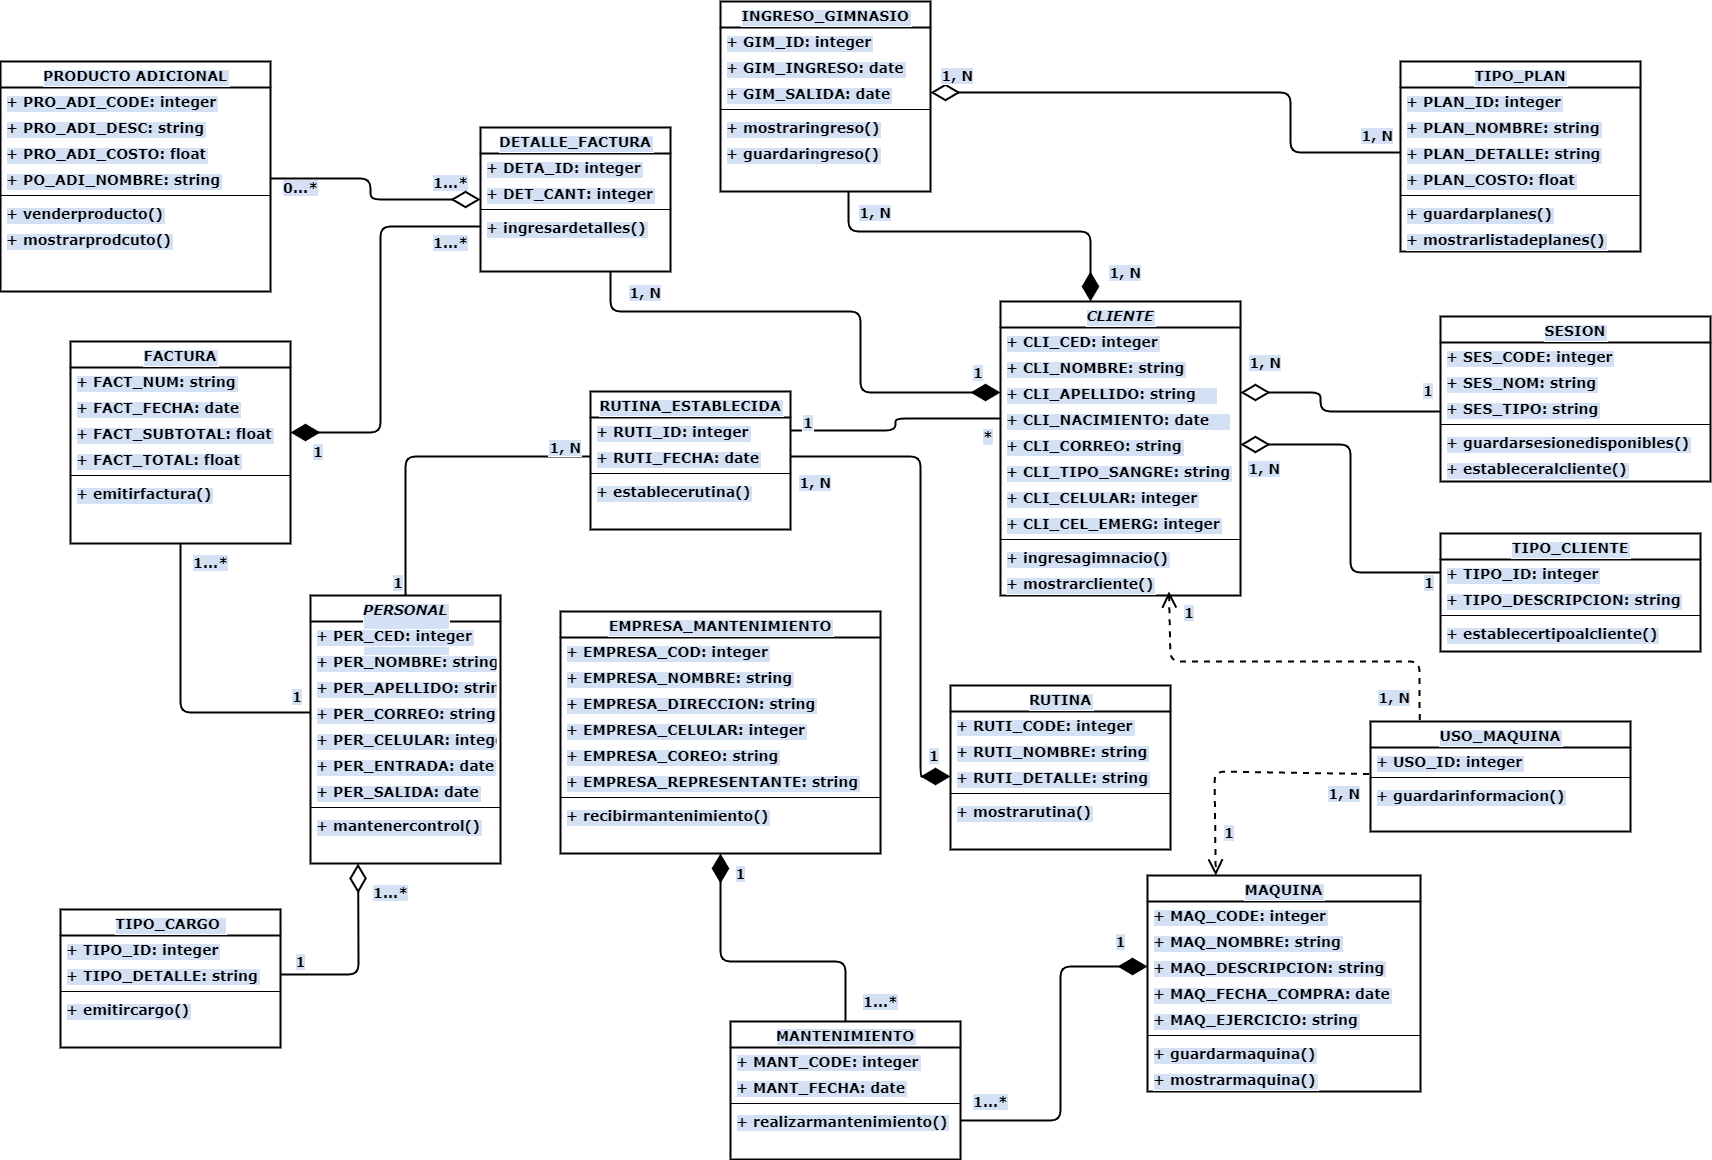 INGRESO_GIMNASIO
+ GIM_ID: integer
+ GIM_INGRESO: date
+ GIM_SALIDA: date
+ mostraringreso()
+ guardaringreso()
1, N
1, N
1, N
TIPO_PLAN
+ PLAN_ID: integer
+ PLAN_NOMBRE: string
+ PLAN_DETALLE: string
+ PLAN_COSTO: float
+ guardarplanes()
+ mostrarlistadeplanes()
PRODUCTO ADICIONAL
+ PRO_ADI_CODE: integer
+ PRO_ADI_DESC: string
+ PRO_ADI_COSTO: float
+ PO_ADI_NOMBRE: string
+ venderproducto()
+ mostrarprodcuto()
0...*
1...*
1...*
DETALLE_FACTURA
+ DETA_ID: integer
+ DET_CANT: integer
+ ingresardetalles()
1, N
1, N
1
CLIENTE
+ CLI_CED: integer
+ CLI_NOMBRE: string
+ CLI_APELLIDO: string
+ CLI_NACIMIENTO: date
+ CLI_CORREO: string
+ CLI_TIPO_SANGRE: string
+ CLI_CELULAR: integer
+ CLI_CEL_EMERG: integer
+ ingresagimnacio()
+ mostrarcliente()
1, N
1
1, N
1
SESION
+ SES_CODE: integer
+ SES_NOM: string
+ SES_TIPO: string
+ guardarsesionedisponibles()
+ estableceralcliente()
FACTURA
+ FACT_NUM: string
+ FACT_FECHA: date
+ FACT_SUBTOTAL: float
+ FACT_TOTAL: float
+ emitirfactura()
1
1...*
RUTINA_ESTABLECIDA
+ RUTI_ID: integer
+ RUTI_FECHA: date
+ establecerutina()
1
*
1, N
1, N
TIPO_CLIENTE
+ TIPO_ID: integer
+ TIPO_DESCRIPCION: string
+ establecertipoalcliente()
1
1
PERSONAL
+ PER_CED: integer
+ PER_NOMBRE: string
+ PER_APELLIDO: strin
+ PER_CORREO: string
+ PER_CELULAR: intege
+ PER_ENTRADA: date
+ PER_SALIDA: date
+ mantenercontrol()
1...*
EMPRESA_MANTENIMIENTO
+ EMPRESA_COD: integer
+ EMPRESA_NOMBRE: string
+ EMPRESA_DIRECCION: string
+ EMPRESA_CELULAR: integer
+ EMPRESA_COREO: string
+ EMPRESA_REPRESENTANTE: string
+ recibirmantenimiento()
1
1
RUTINA
+ RUTI_CODE: integer
+ RUTI_NOMBRE: string
+ RUTI_DETALLE: string
+ mostrarutina()
1
1, N
USO_MAQUINA
+ USO_ID: integer
+ guardarinformacion()
1, N
1
TIPO_CARGO
+ TIPO_ID: integer
+ TIPO_DETALLE: string
+ emitircargo()
1
MAQUINA
+ MAQ_CODE: integer
+ MAQ_NOMBRE: string
+ MAQ_DESCRIPCION: string
+ MAQ_FECHA_COMPRA: date
+ MAQ_EJERCICIO: string
+ guardarmaquina()
+ mostrarmaquina()
1
1...*
MANTENIMIENTO
+ MANT_CODE: integer
+ MANT_FECHA: date
+ realizarmantenimiento()
1...*